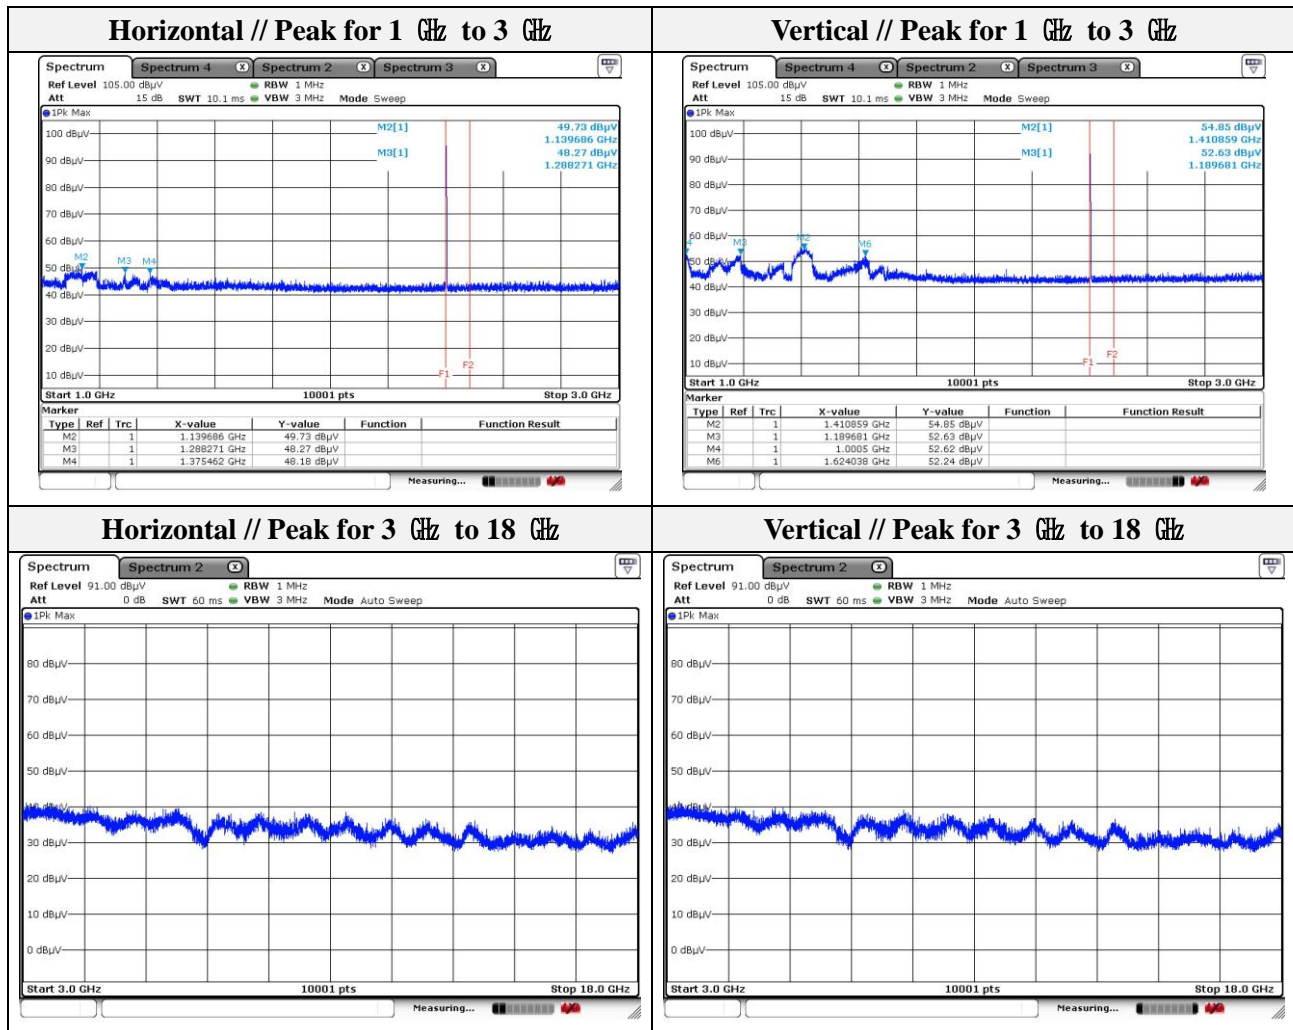 Horizontal // Peak for 1 ㎓ to 3 ㎓
Spectrum Spectrum 4 X Spectrum 2 X Spectrum 3 X
Ref Level 105.00 dBµV RBW 1 MHz
Att 15 dB SWT 10.1 ms VBW 3 MHz Mode Sweep
1Pk Max
M2[1] 49.73 dBµV
1.139686 GHz
M3[1] 48.27 dBµV
1.288271 GHz
100 dBµV
90 dBµV
80 dBµV
70 dBµV
60 dBµV
50 dBµV
40 dBµV
30 dBµV
20 dBµV
10 dBµV
M2 M3 M4
F1 F2
Start 1.0 GHz 10001 pts Stop 3.0 GHz
Marker
Type Ref Trc X-value Y-value Function Function Result
M2 1 1.139686 GHz 49.73 dBµV
M3 1 1.288271 GHz 48.27 dBµV
M4 1 1.375462 GHz 48.18 dBµV
Measuring...
Vertical // Peak for 1 ㎓ to 3 ㎓
Spectrum Spectrum 4 X Spectrum 2 X Spectrum 3 X
Ref Level 105.00 dBµV RBW 1 MHz
Att 15 dB SWT 10.1 ms VBW 3 MHz Mode Sweep
1Pk Max
M2[1] 54.85 dBµV
1.410859 GHz
M3[1] 52.63 dBµV
1.189681 GHz
100 dBµV
90 dBµV
80 dBµV
70 dBµV
60 dBµV
50 dBµV
40 dBµV
30 dBµV
20 dBµV
10 dBµV
4 M3 M2 M6
F1 F2
Start 1.0 GHz 10001 pts Stop 3.0 GHz
Marker
Type Ref Trc X-value Y-value Function Function Result
M2 1 1.410859 GHz 54.85 dBµV
M3 1 1.189681 GHz 52.63 dBµV
M4 1 1.0005 GHz 52.62 dBµV
M6 1 1.624038 GHz 52.24 dBµV
Measuring...
Horizontal // Peak for 3 ㎓ to 18 ㎓
Spectrum Spectrum 2 X
Ref Level 91.00 dBµV RBW 1 MHz
Att 0 dB SWT 60 ms VBW 3 MHz Mode Auto Sweep
1Pk Max
80 dBµV
70 dBµV
60 dBµV
50 dBµV
40 dBµV
30 dBµV
20 dBµV
10 dBµV
0 dBµV
Start 3.0 GHz 10001 pts Stop 18.0 GHz
Measuring...
Vertical // Peak for 3 ㎓ to 18 ㎓
Spectrum Spectrum 2 X
Ref Level 91.00 dBµV RBW 1 MHz
Att 0 dB SWT 60 ms VBW 3 MHz Mode Auto Sweep
1Pk Max
80 dBµV
70 dBµV
60 dBµV
50 dBµV
40 dBµV
30 dBµV
20 dBµV
10 dBµV
0 dBµV
Start 3.0 GHz 10001 pts Stop 18.0 GHz
Measuring...